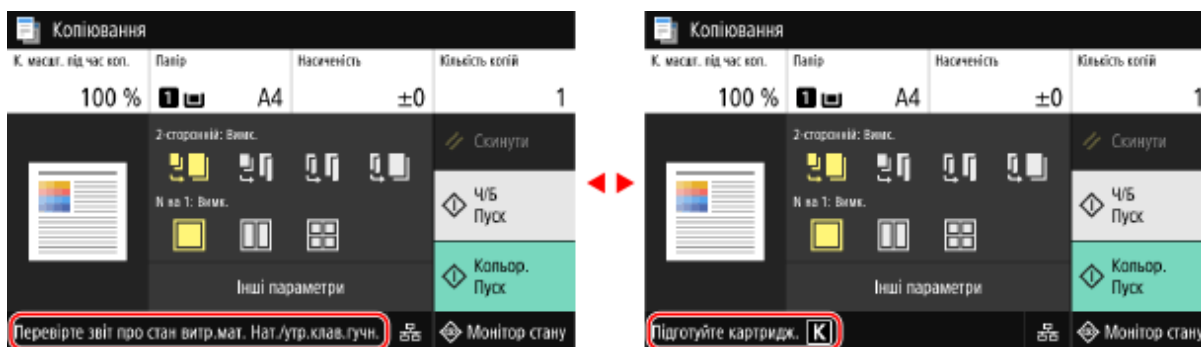 Копіювання
К. масшт. під час коп.
Папір
Насиченість
Кількість копій
100 %
1
A4
±0
1
2-сторонній: Вимк.
N на 1: Вимк.
Інші параметри
Скинути
Ч/Б
Пуск
Кольор.
Пуск
Перевірте звіт про стан витр.мат. Нат./утр.клав.гучн.
Монітор стану
Копіювання
К. масшт. під час коп.
Папір
Насиченість
Кількість копій
100 %
1
A4
±0
1
2-сторонній: Вимк.
N на 1: Вимк.
Інші параметри
Скинути
Ч/Б
Пуск
Кольор.
Пуск
Підготуйте картридж. K
Монітор стану